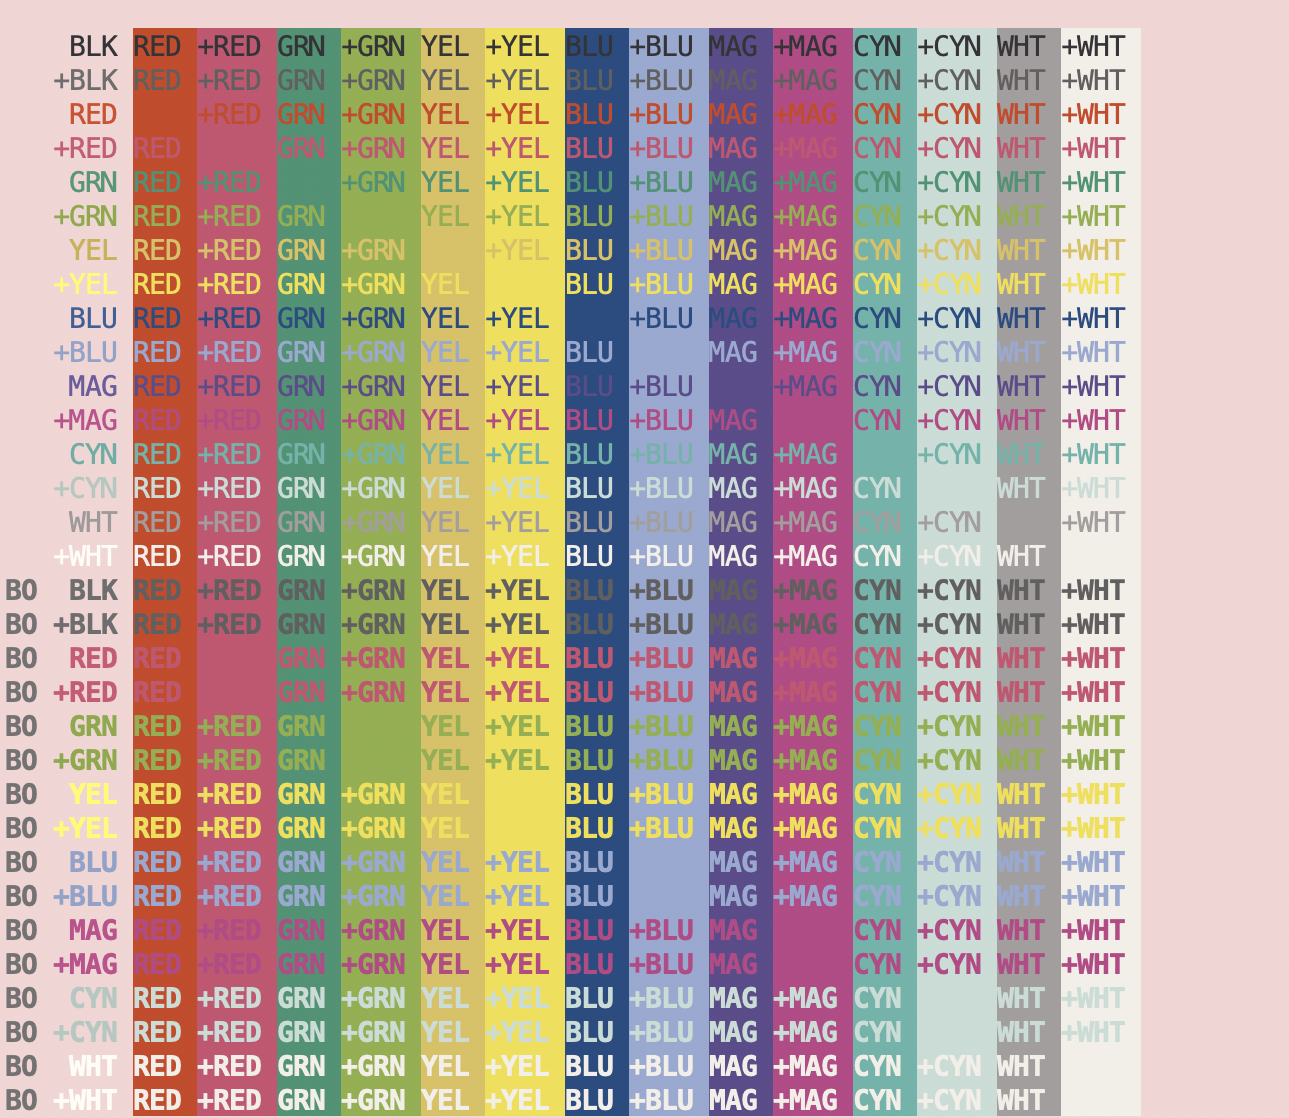 BLK RED +RED GRN +GRN YEL +YEL BLU +BLU MAG +MAG CYN +CYN WHT +WHT
+BLK RED +RED GRN +GRN YEL +YEL BLU +BLU MAG +MAG CYN +CYN WHT +WHT
RED +RED GRN +GRN YEL +YEL BLU +BLU MAG +MAG CYN +CYN WHT +WHT
+RED RED GRN +GRN YEL +YEL BLU +BLU MAG +MAG CYN +CYN WHT +WHT
GRN RED +RED +GRN YEL +YEL BLU +BLU MAG +MAG CYN +CYN WHT +WHT
+GRN RED +RED GRN YEL +YEL BLU +BLU MAG +MAG CYN +CYN WHT +WHT
YEL RED +RED GRN +GRN +YEL BLU +BLU MAG +MAG CYN +CYN WHT +WHT
+YEL RED +RED GRN +GRN YEL BLU +BLU MAG +MAG CYN +CYN WHT +WHT
BLU RED +RED GRN +GRN YEL +YEL +BLU MAG +MAG CYN +CYN WHT +WHT
+BLU RED +RED GRN +GRN YEL +YEL BLU MAG +MAG CYN +CYN WHT +WHT
MAG RED +RED GRN +GRN YEL +YEL BLU +BLU +MAG CYN +CYN WHT +WHT
+MAG RED +RED GRN +GRN YEL +YEL BLU +BLU MAG CYN +CYN WHT +WHT
CYN RED +RED GRN +GRN YEL +YEL BLU +BLU MAG +MAG +CYN WHT +WHT
+CYN RED +RED GRN +GRN YEL +YEL BLU +BLU MAG +MAG CYN WHT +WHT
WHT RED +RED GRN +GRN YEL +YEL BLU +BLU MAG +MAG CYN +CYN +WHT
+WHT RED +RED GRN +GRN YEL +YEL BLU +BLU MAG +MAG CYN +CYN WHT
BO BLK RED +RED GRN +GRN YEL +YEL BLU +BLU MAG +MAG CYN +CYN WHT +WHT
BO +BLK RED +RED GRN +GRN YEL +YEL BLU +BLU MAG +MAG CYN +CYN WHT +WHT
BO RED RED GRN +GRN YEL +YEL BLU +BLU MAG +MAG CYN +CYN WHT +WHT
BO +RED RED GRN +GRN YEL +YEL BLU +BLU MAG +MAG CYN +CYN WHT +WHT
BO GRN RED +RED GRN YEL +YEL BLU +BLU MAG +MAG CYN +CYN WHT +WHT
BO +GRN RED +RED GRN YEL +YEL BLU +BLU MAG +MAG CYN +CYN WHT +WHT
BO YEL RED +RED GRN +GRN YEL BLU +BLU MAG +MAG CYN +CYN WHT +WHT
BO +YEL RED +RED GRN +GRN YEL BLU +BLU MAG +MAG CYN +CYN WHT +WHT
BO BLU RED +RED GRN +GRN YEL +YEL BLU MAG +MAG CYN +CYN WHT +WHT
BO +BLU RED +RED GRN +GRN YEL +YEL BLU MAG +MAG CYN +CYN WHT +WHT
BO MAG RED +RED GRN +GRN YEL +YEL BLU +BLU MAG CYN +CYN WHT +WHT
BO +MAG RED +RED GRN +GRN YEL +YEL BLU +BLU MAG CYN +CYN WHT +WHT
BO CYN RED +RED GRN +GRN YEL +YEL BLU +BLU MAG +MAG CYN WHT +WHT
BO +CYN RED +RED GRN +GRN YEL +YEL BLU +BLU MAG +MAG CYN WHT +WHT
BO WHT RED +RED GRN +GRN YEL +YEL BLU +BLU MAG +MAG CYN +CYN WHT
BO +WHT RED +RED GRN +GRN YEL +YEL BLU +BLU MAG +MAG CYN +CYN WHT